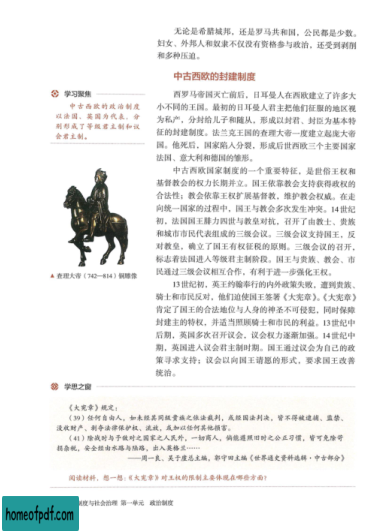 无论是希腊城邦，还是罗马共和国，公民都是少数。
妇女、外邦人和奴隶不仅没有资格参与政治，还受到剥削
和多种压迫。
中古西欧的封建制度
学习聚焦
中古西欧的政治制度
以法国、英国为代表，分
别形成了等级君主制和议
会君主制。
西罗马帝国灭亡前后，日耳曼人在西欧建立了许多大
小不同的王国。最初的日耳曼人君主把他们征服的地区视
为私产，分封给儿子和随从，形成以封君、封臣为基本特
征的封建制度。法兰克王国的查理大帝一度建立起庞大帝
国。他死后，国家陷入分裂，形成后世西欧三个主要国家
法国、意大利和德国的雏形。
中古西欧国家制度的一个重要特征，是世俗王权和
基督教会的权力长期并立。国王依靠教会支持获得政权的
合法性；教会依靠王权扩展基督教，维护教会权威。在走
向统一国家的过程中，国王与教会多次发生冲突。14世纪
初，法国国王腓力四世与教皇对抗，召开了由教士、贵族
和城市市民代表组成的三级会议。三级会议支持国王，反
对教皇，确立了国王有权征税的原则。三级会议的召开，
标志着法国进入等级君主制阶段。国王与贵族、教会、市
民通过三级会议相互合作，有利于进一步强化王权。
▲ 查理大帝（742—814）铜雕像
13世纪初，英王约翰奉行的内外政策失败，遭到贵族、
骑士和市民反对，他们迫使国王签署《大宪章》。《大宪章》
肯定了国王的合法地位与人身的神圣不可侵犯，同时保障
封建主的特权，并适当照顾骑士和市民的利益。13世纪中
后期，英国多次召开议会，议会权力逐渐加强。14世纪中
期，英国进入议会君主制时期。国王通过议会为自己的政
策寻求支持；议会以向国王请愿的形式，要求国王改善
统治。
学思之窗
《大宪章》规定：
（39）任何自由人，如未经其同级贵族之依法裁判，或经国法判决，皆不得被逮捕、监禁、
没收财产、剥夺法律保护权、流放，或加以任何其他损害。
（41）除战时与予敌对之国家之人民外，一切商人，倘能遵照旧时之公正习惯，皆可免除苛
捐杂税，安全经由水路与陆路，出入英格兰……
——周一良、吴于廑总主编，郭守田主编《世界通史资料选辑·中古部分》
阅读材料，想一想：《大宪章》对王权的限制主要体现在哪些方面？
制度与社会治理 第一单元 政治制度
homeofpdf.com